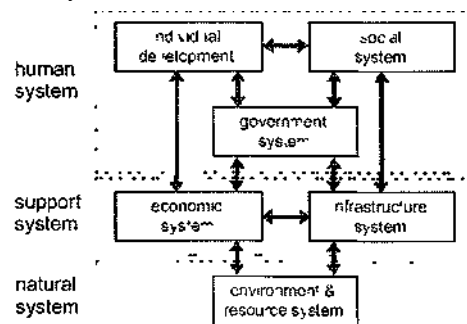 human
system
individual
development
social
system
government
system
support
system
economic
system
infrastructure
system
natural
system
environment &
resource system